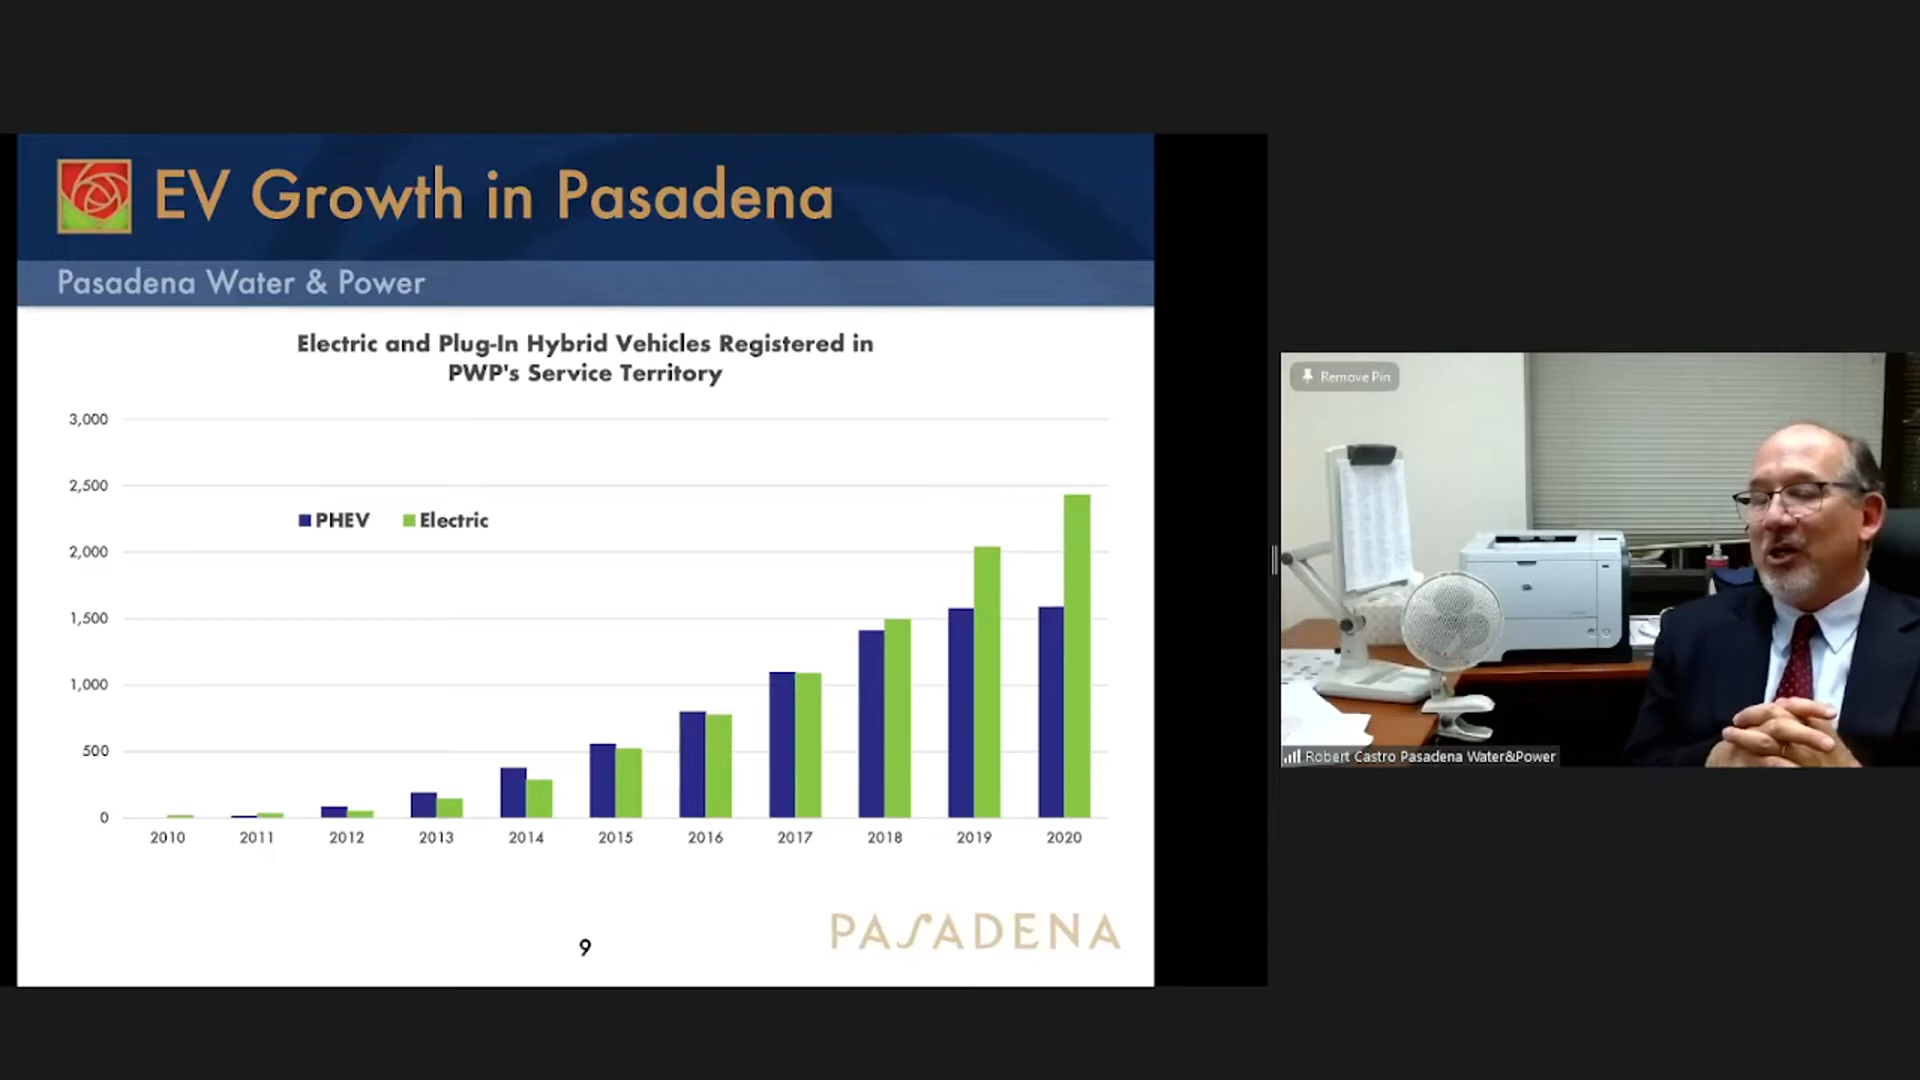 EV Growth in Pasadena
Pasadena Water & Power
Electric and Plug-In Hybrid Vehicles Registered in
PWP's Service Territory
3,000
2,500
2,000
1,500
1,000
500
0
PHEV Electric
2010 2011 2012 2013 2014 2015 2016 2017 2018 2019 2020
9
PASADENA
Remove Pin
Robert Castro Pasadena Water&Power